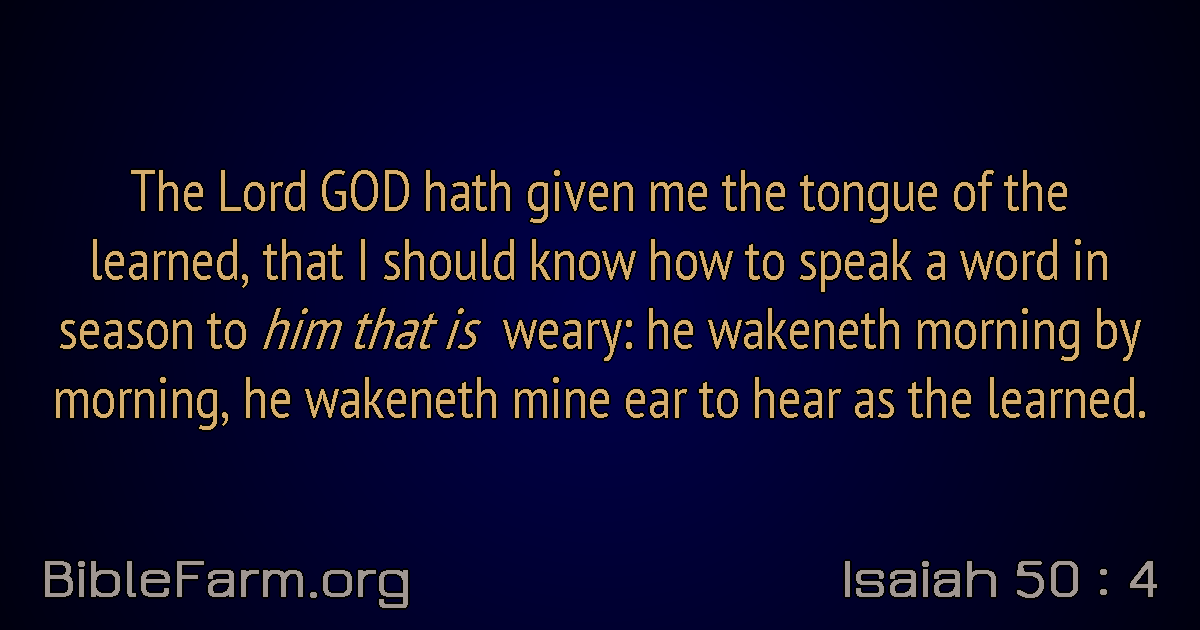 The Lord GOD hath given me the tongue of the
learned, that I should know how to speak a word in
season to him that is weary: he wakeneth morning by
morning, he wakeneth mine ear to hear as the learned.
BibleFarm.org
Isaiah 50 : 4